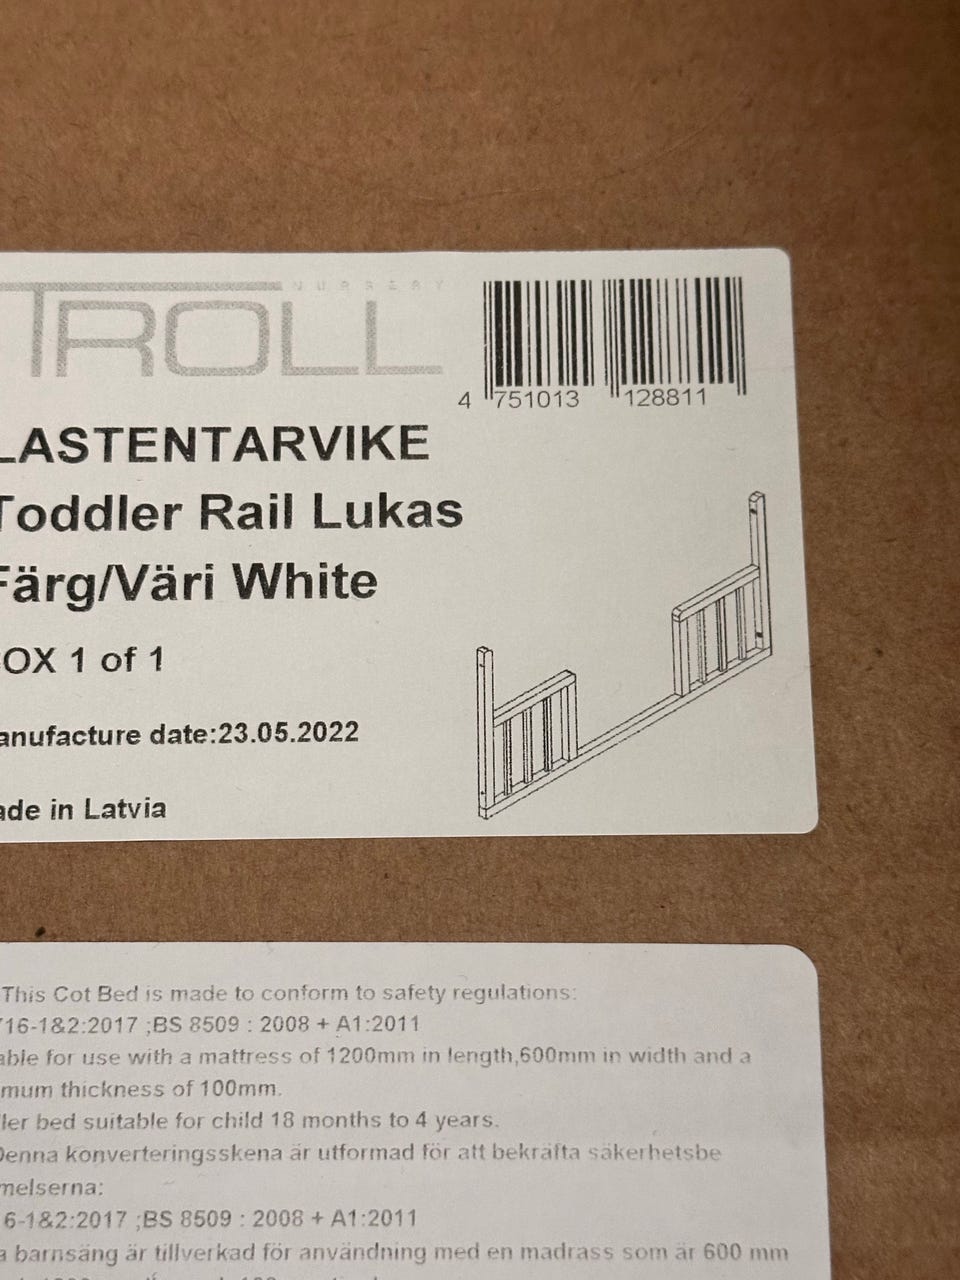 NURSERY
TROLL
4 751013 128811
LASTENTARVIKE
Toddler Rail Lukas
Färg/Väri White
OX 1 of 1
anufacture date:23.05.2022
ade in Latvia
This Cot Bed is made to conform to safety regulations:
716-1&2:2017 ;BS 8509 : 2008 + A1:2011
able for use with a mattress of 1200mm in length,600mm in width and a
mum thickness of 100mm.
ler bed suitable for child 18 months to 4 years.
Denna konverteringsskena är utformad för att bekräfta säkerhetsbe
melserna:
6-1&2:2017 ;BS 8509 : 2008 + A1:2011
a barnsäng är tillverkad för användning med en madrass som är 600 mm